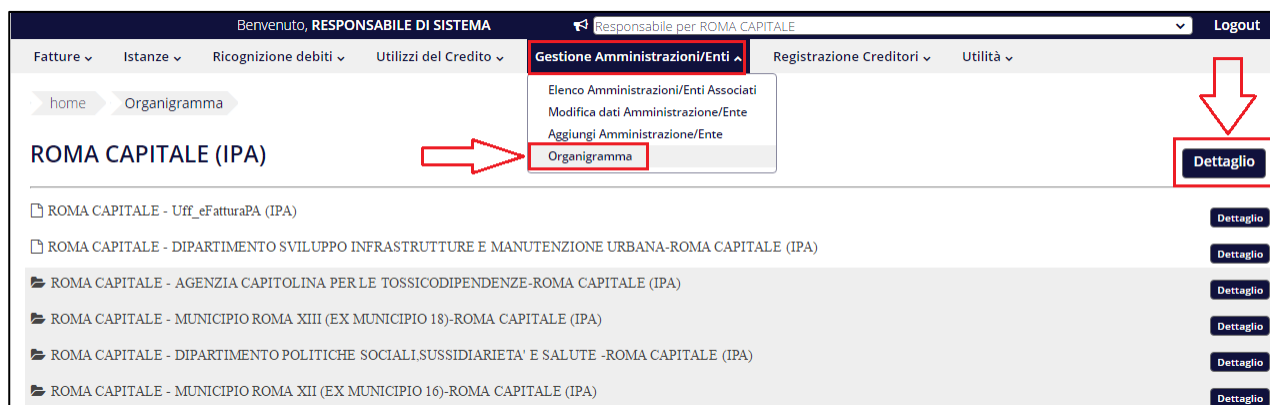 Benvenuto, RESPONSABILE DI SISTEMA Responsabile per ROMA CAPITALE Logout
Fatture Istanze Ricognizione debiti Utilizzi del Credito Gestione Amministrazioni/Enti Registrazione Creditori Utilità
Elenco Amministrazioni/Enti Associati
Modifica dati Amministrazione/Ente
Aggiungi Amministrazione/Ente
Organigramma
home Organigramma
ROMA CAPITALE (IPA) Dettaglio
ROMA CAPITALE - Uff_eFatturaPA (IPA) Dettaglio
ROMA CAPITALE - DIPARTIMENTO SVILUPPO INFRASTRUTTURE E MANUTENZIONE URBANA-ROMA CAPITALE (IPA) Dettaglio
ROMA CAPITALE - AGENZIA CAPITOLINA PER LE TOSSICODIPENDENZE-ROMA CAPITALE (IPA) Dettaglio
ROMA CAPITALE - MUNICIPIO ROMA XIII (EX MUNICIPIO 18)-ROMA CAPITALE (IPA) Dettaglio
ROMA CAPITALE - DIPARTIMENTO POLITICHE SOCIALI,SUSSIDIARIETA' E SALUTE -ROMA CAPITALE (IPA) Dettaglio
ROMA CAPITALE - MUNICIPIO ROMA XII (EX MUNICIPIO 16)-ROMA CAPITALE (IPA) Dettaglio